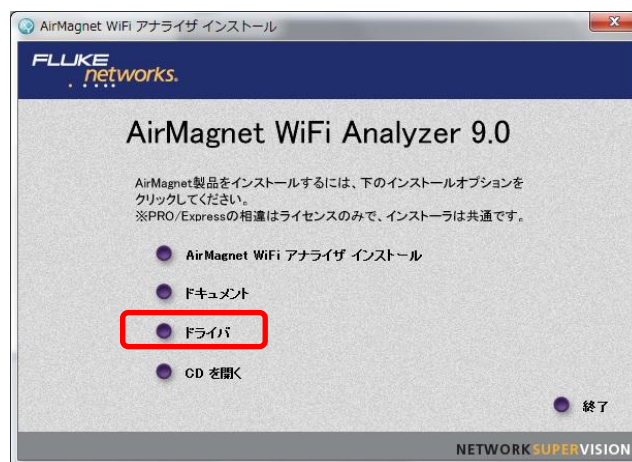 AirMagnet WiFi アナライザ インストール
FLUKE
networks.
AirMagnet WiFi Analyzer 9.0
AirMagnet製品をインストールするには、下のインストールオプションを
クリックしてください。
※PRO/Expressの相違はライセンスのみで、インストーラは共通です。
AirMagnet WiFi アナライザ インストール
ドキュメント
ドライバ
CD を開く
終了
NETWORKSUPERVISION